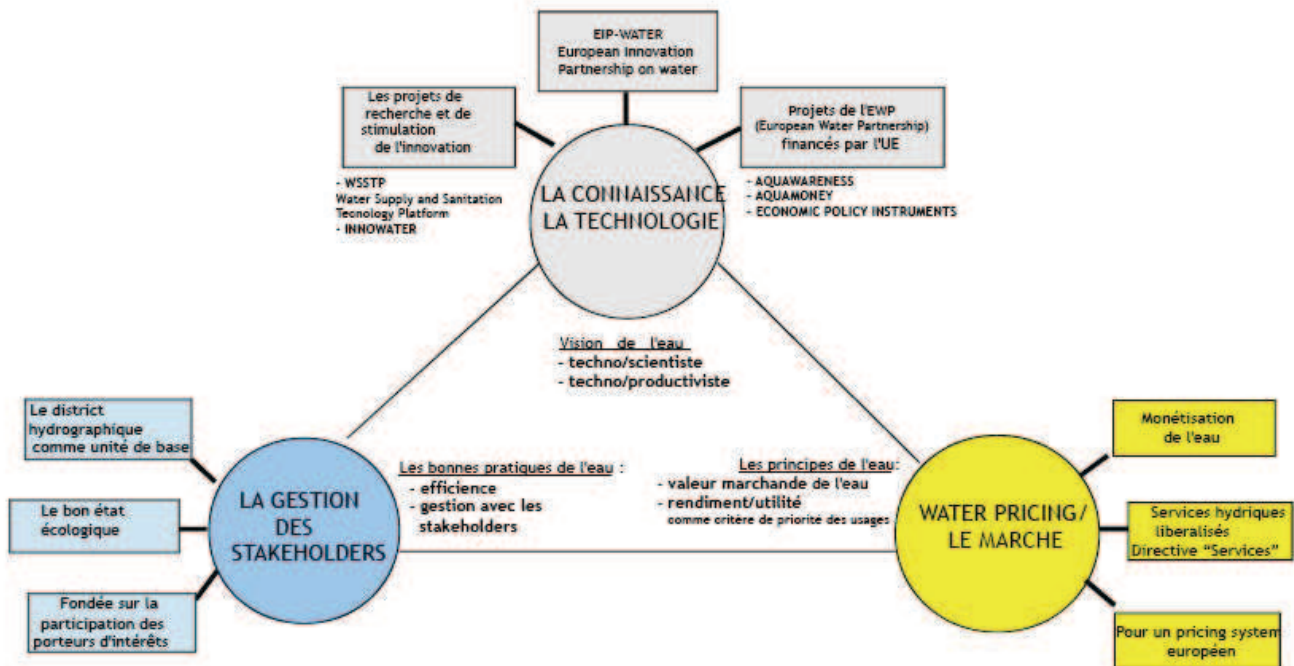 EIP-WATER
European Innovation
Partnership on water
Les projets de
recherche et de
stimulation
de l'innovation
Projets de l'EWP
(European Water Partnership)
financés par l'UE
- WSSTP
Water Supply and Sanitation
Tecnology Platform
- INNOWATER
LA CONNAISSANCE
LA TECHNOLOGIE
- AQUAWARENESS
- AQUAMONEY
- ECONOMIC POLICY INSTRUMENTS
Vision de l'eau
- techno/scientiste
- techno/productiviste
Le district
hydrographique
comme unité de base
Le bon état
écologique
Fondée sur la
participation des
porteurs d'intérêts
LA GESTION
DES
STAKEHOLDERS
Les bonnes pratiques de l'eau :
- efficience
- gestion avec les
stakeholders
Les principes de l'eau:
- valeur marchande de l'eau
- rendiment/utilité
comme critère de priorité des usages
WATER PRICING/
LE MARCHE
Monétisation
de l'eau
Services hydriques
liberalisés
Directive “Services”
Pour un pricing system
européen